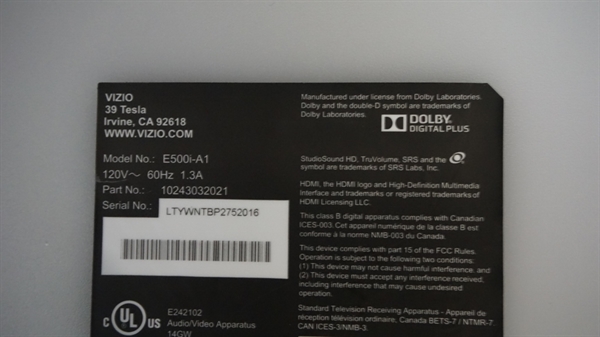 VIZIO
39 Tesla
Irvine, CA 92618
WWW.VIZIO.COM
Model No.: E500i-A1
120V~ 60Hz 1.3A
Part No.: 10243032021
Serial No.:
LTYWNTBP2752016
C UL US
E242102
Audio/Video Apparatus
14GW
Manufactured under license from Dolby Laboratories.
Dolby and the double-D symbol are trademarks of
Dolby Laboratories.
DOLBY
DIGITAL PLUS
StudioSound HD, TruVolume, SRS and the
symbol are trademarks of SRS Labs, Inc.
HDMI, the HDMI logo and High-Definition Multimedia
Interface and trademarks or registered trademarks of
HDMI Licensing LLC.
This class B digital apparatus complies with Canadian
ICES-003. Cet appareil numérique de la classe B est
conforme à la norme NMB-003 du Canada.
This device complies with part 15 of the FCC Rules.
Operation is subject to the following two conditions:
(1) This device may not cause harmful interference, and
(2) This device must accept any interference received,
including interference that may cause undesired
operation.
Standard Television Receiving Apparatus - Appareil de
réception télévision ordinaire, Canada BETS-7 / NTMR-7
CAN ICES-3/NMB-3.